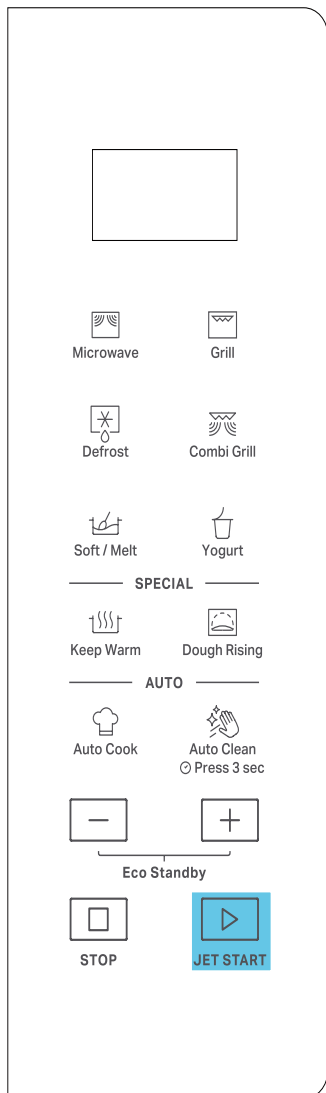 Microwave
Grill
Defrost
Combi Grill
Soft / Melt
Yogurt
SPECIAL
Keep Warm
Dough Rising
AUTO
Auto Cook
Auto Clean
Press 3 sec
Eco Standby
STOP
JET START